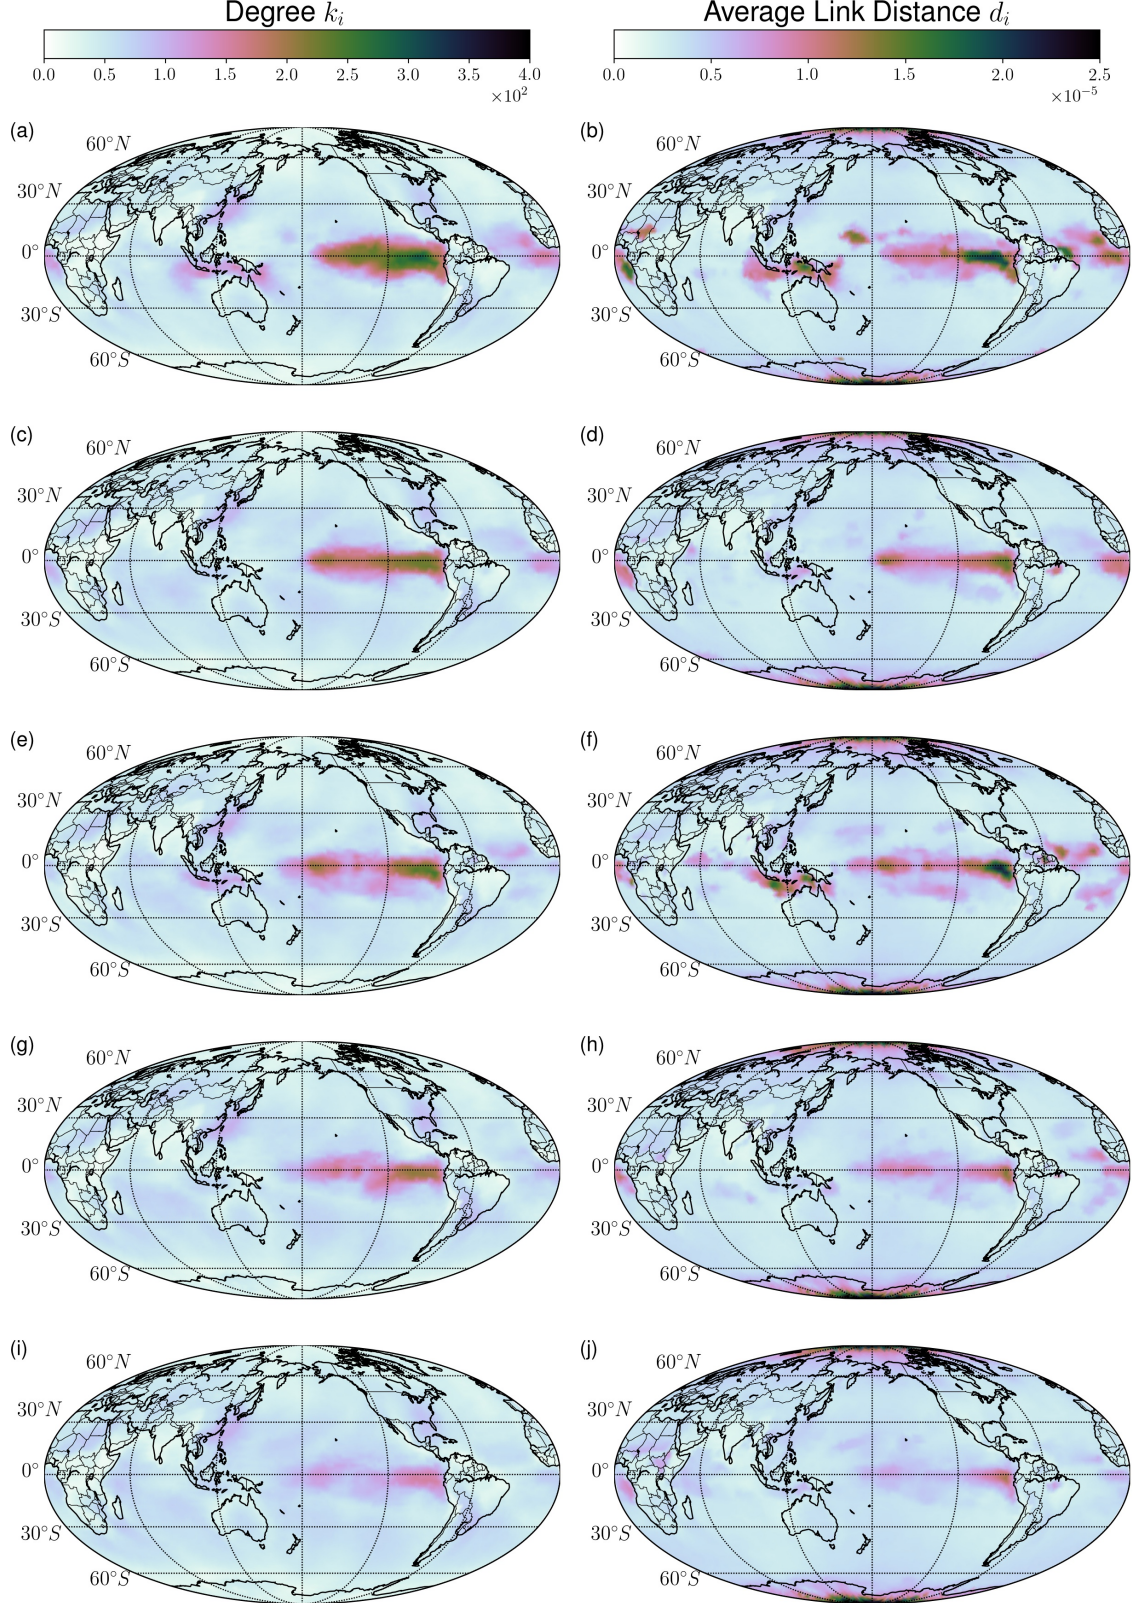 Degree kᵢ Average Link Distance dᵢ
0.0 0.5 1.0 1.5 2.0 2.5 3.0 3.5 4.0 0.0 0.5 1.0 1.5 2.0 2.5
×10² ×10⁻⁵
(a) 60°N (b) 60°N
30°N 30°N
0° 0°
30°S 30°S
60°S 60°S
(c) 60°N (d) 60°N
30°N 30°N
0° 0°
30°S 30°S
60°S 60°S
(e) 60°N (f) 60°N
30°N 30°N
0° 0°
30°S 30°S
60°S 60°S
(g) 60°N (h) 60°N
30°N 30°N
0° 0°
30°S 30°S
60°S 60°S
(i) 60°N (j) 60°N
30°N 30°N
0° 0°
30°S 30°S
60°S 60°S